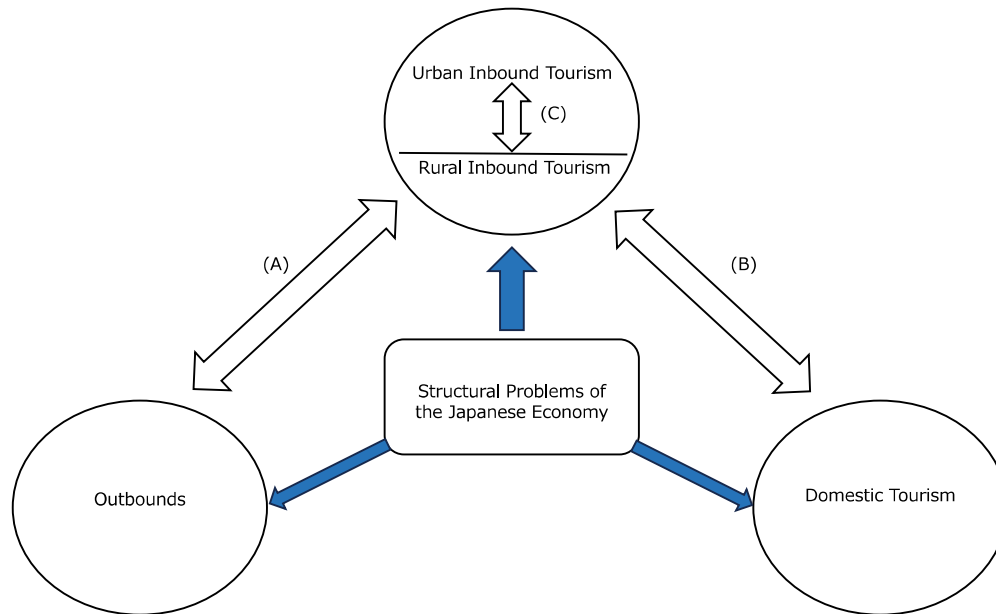 Urban Inbound Tourism
(C)
Rural Inbound Tourism
(A)
(B)
Structural Problems of
the Japanese Economy
Outbounds
Domestic Tourism